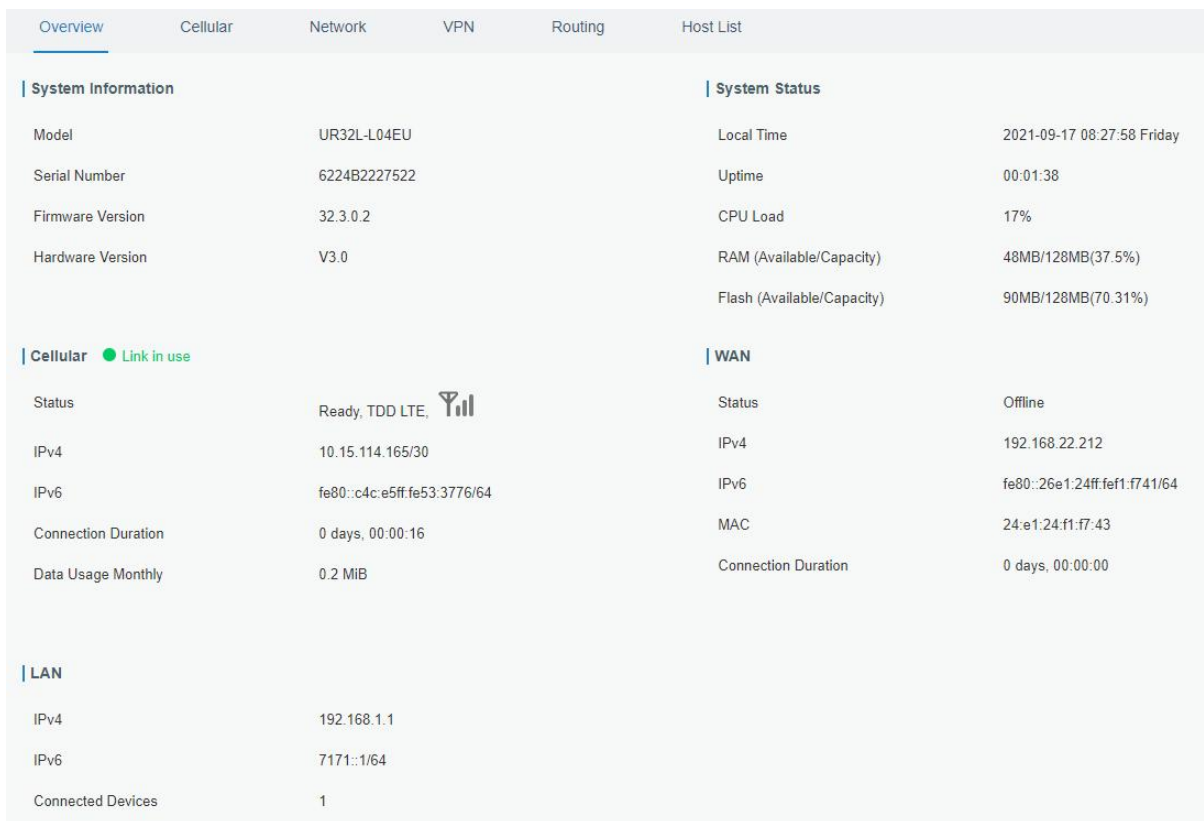 Overview Cellular Network VPN Routing Host List
System Information
Model UR32L-L04EU
Serial Number 6224B2227522
Firmware Version 32.3.0.2
Hardware Version V3.0
System Status
Local Time 2021-09-17 08:27:58 Friday
Uptime 00:01:38
CPU Load 17%
RAM (Available/Capacity) 48MB/128MB(37.5%)
Flash (Available/Capacity) 90MB/128MB(70.31%)
Cellular Link in use
Status Ready, TDD LTE,
IPv4 10.15.114.165/30
IPv6 fe80::c4c:e5ff:fe53:3776/64
Connection Duration 0 days, 00:00:16
Data Usage Monthly 0.2 MiB
WAN
Status Offline
IPv4 192.168.22.212
IPv6 fe80::26e1:24ff:fef1:f741/64
MAC 24:e1:24:f1:f7:43
Connection Duration 0 days, 00:00:00
LAN
IPv4 192.168.1.1
IPv6 7171::1/64
Connected Devices 1